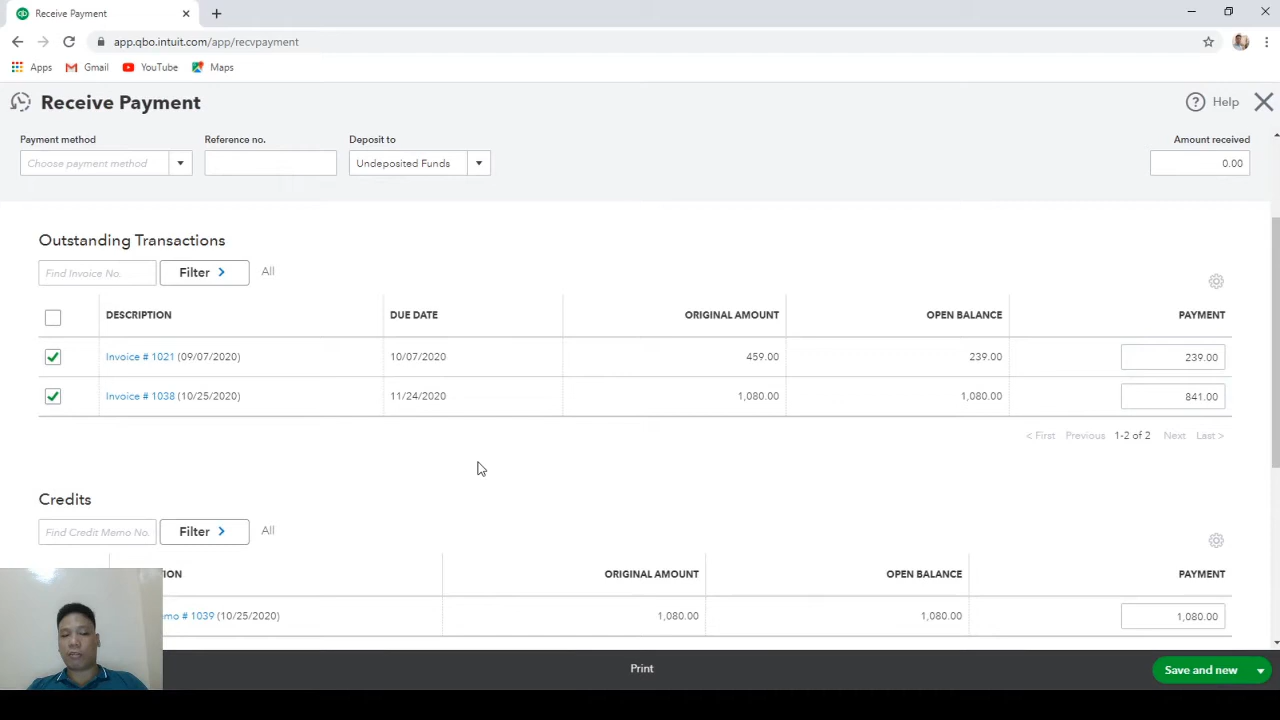 Receive Payment
app.qbo.intuit.com/app/recvpayment
Apps Gmail YouTube Maps
Receive Payment
Help
Payment method Reference no. Deposit to Amount received
Choose payment method Undeposited Funds 0.00
Outstanding Transactions
Find Invoice No. Filter > All
DESCRIPTION DUE DATE ORIGINAL AMOUNT OPEN BALANCE PAYMENT
Invoice # 1021 (09/07/2020) 10/07/2020 459.00 239.00 239.00
Invoice # 1038 (10/25/2020) 11/24/2020 1,080.00 1,080.00 841.00
< First Previous 1-2 of 2 Next Last >
Credits
Find Credit Memo No. Filter > All
TION ORIGINAL AMOUNT OPEN BALANCE PAYMENT
mo # 1039 (10/25/2020) 1,080.00 1,080.00 1,080.00
Print Save and new